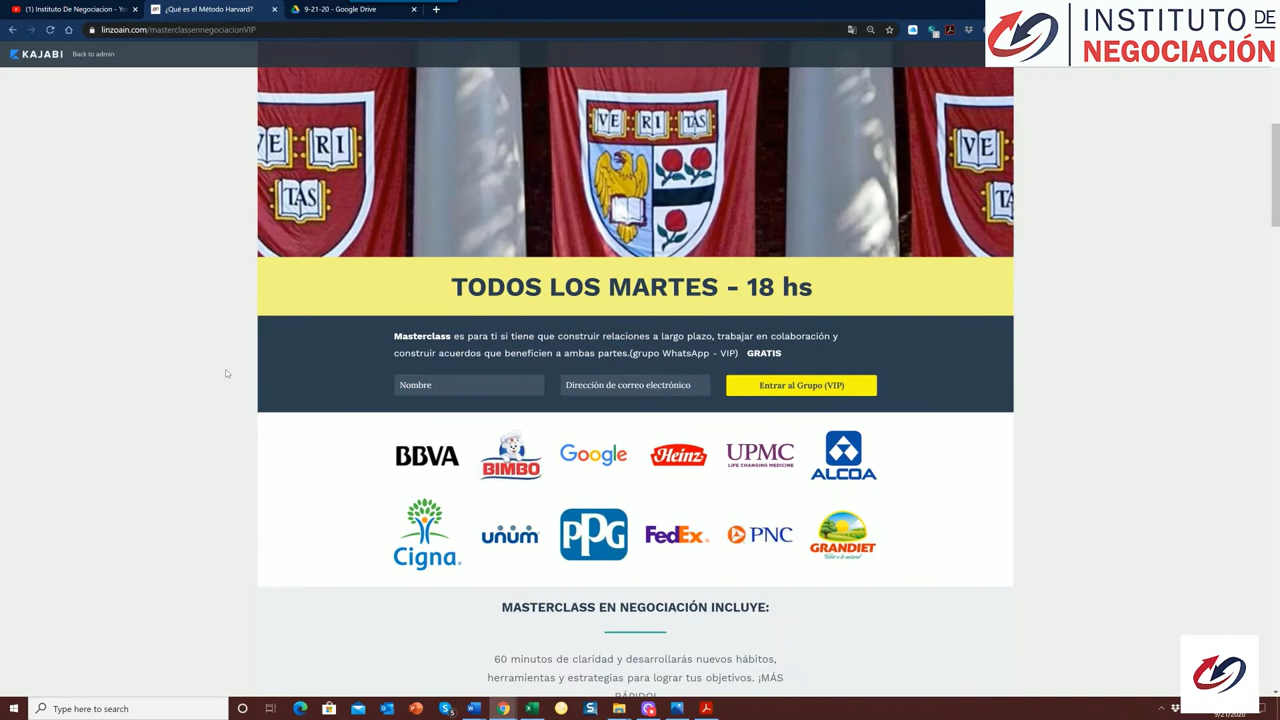 (1) Instituto De Negociacion - Yo
¿Qué es el Método Harvard?
9-21-20 - Google Drive
linzoain.com/masterclassennegociacionVIP
INSTITUTO DE
NEGOCIACIÓN
KAJABI
Back to admin
VE RI TAS
VE RI TAS
VE TAS
TODOS LOS MARTES - 18 hs
Masterclass es para ti si tiene que construir relaciones a largo plazo, trabajar en colaboración y
construir acuerdos que beneficien a ambas partes.(grupo WhatsApp - VIP) GRATIS
Nombre
Dirección de correo electrónico
Entrar al Grupo (VIP)
BBVA
BIMBO
Google
Heinz
UPMC
LIFE CHANGING MEDICINE
ALCOA
Cigna
unum
PPG
FedEx
PNC
GRANDIET
MASTERCLASS EN NEGOCIACIÓN INCLUYE:
60 minutos de claridad y desarrollarás nuevos hábitos,
herramientas y estrategias para lograr tus objetivos. ¡MÁS
RÁPIDO!
Type here to search
9/21/2020